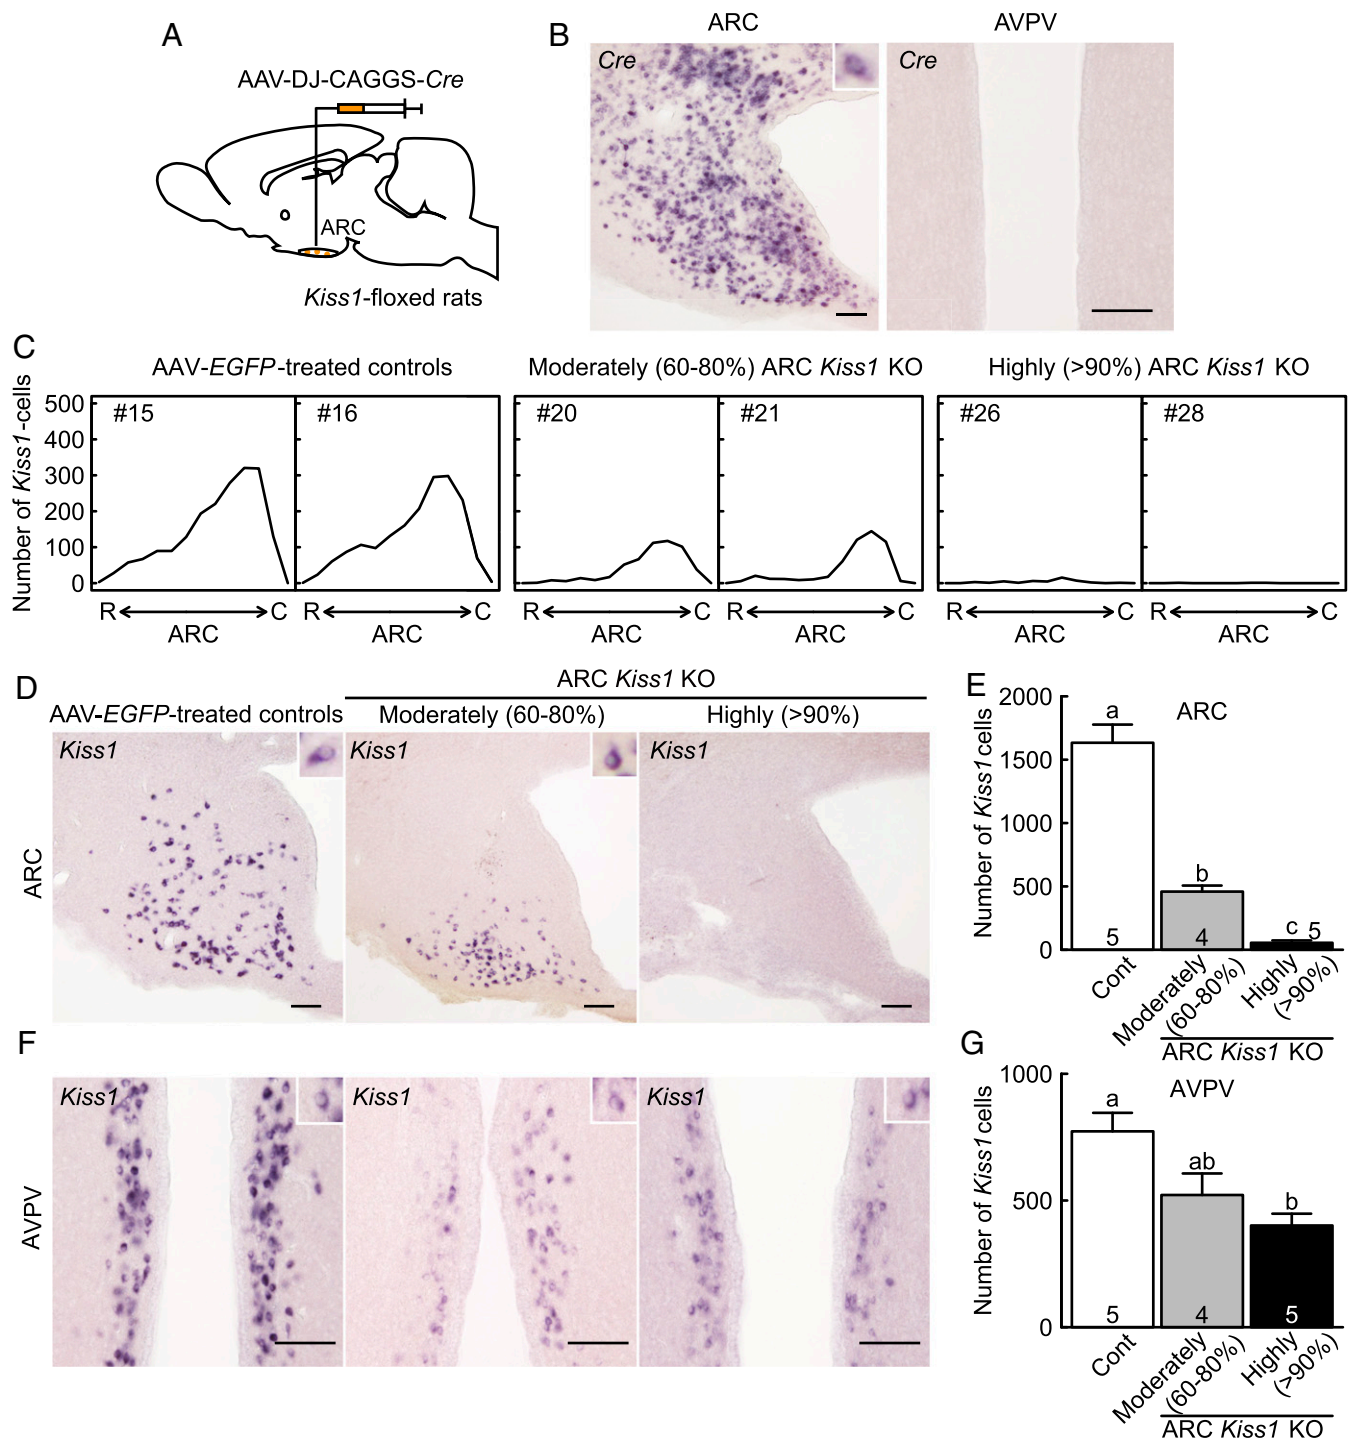 A
AAV-DJ-CAGGS-Cre
ARC
Kiss1-floxed rats
B
ARC
AVPV
Cre
Cre
C
AAV-EGFP-treated controls
Moderately (60-80%) ARC Kiss1 KO
Highly (>90%) ARC Kiss1 KO
Number of Kiss1-cells
500
400
300
200
100
0
#15
#16
#20
#21
#26
#28
R C
R C
R C
R C
R C
R C
ARC
ARC
ARC
ARC
ARC
ARC
D
ARC Kiss1 KO
AAV-EGFP-treated controls
Moderately (60-80%)
Highly (>90%)
ARC
Kiss1
Kiss1
Kiss1
E
ARC
Number of Kiss1 cells
2000
1500
1000
500
0
a
b
c
5
4
5
Cont
Moderately
(60-80%)
Highly
(>90%)
ARC Kiss1 KO
F
AVPV
Kiss1
Kiss1
Kiss1
G
AVPV
Number of Kiss1 cells
1000
500
0
a
ab
b
5
4
5
Cont
Moderately
(60-80%)
Highly
(>90%)
ARC Kiss1 KO